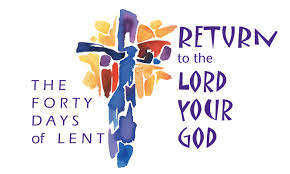 THE
FORTY
DAYS
of LENT
RETURN
to the
LORD
YOUR
GOD